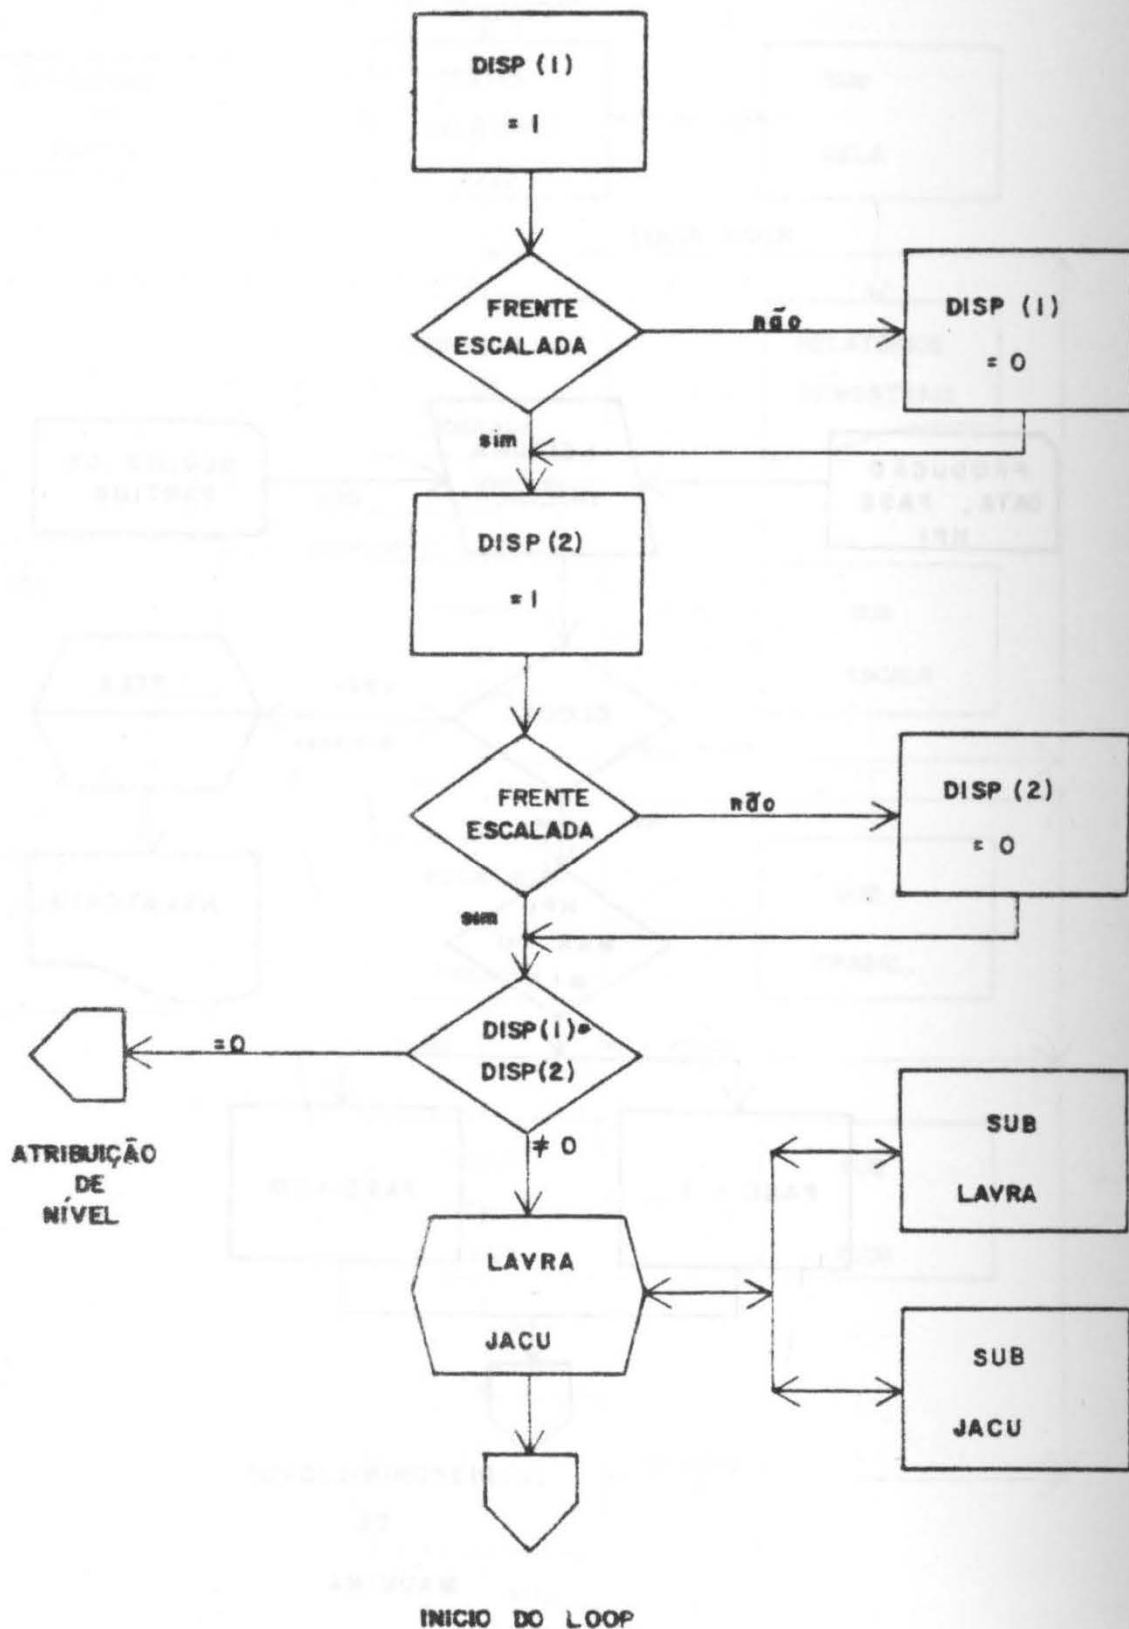 DISP (1)
= 1
FRENTE
ESCALADA
não
DISP (1)
= 0
sim
DISP (2)
= 1
FRENTE
ESCALADA
não
DISP (2)
= 0
sim
DISP(1)*
DISP(2)
=0
≠ 0
ATRIBUIÇÃO
DE
NÍVEL
LAVRA
JACU
SUB
LAVRA
SUB
JACU
INICIO DO LOOP